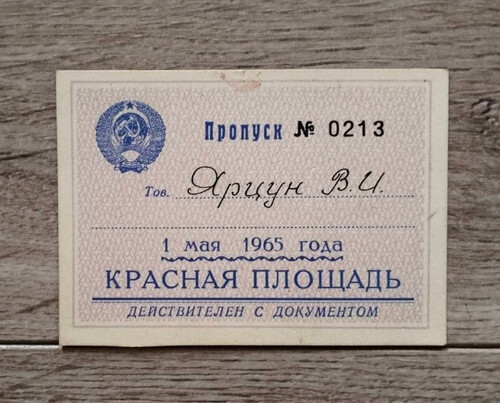 Пропуск № 0213
Тов. Ярцун В.И.
1 мая 1965 года
КРАСНАЯ ПЛОЩАДЬ
ДЕЙСТВИТЕЛЕН С ДОКУМЕНТОМ